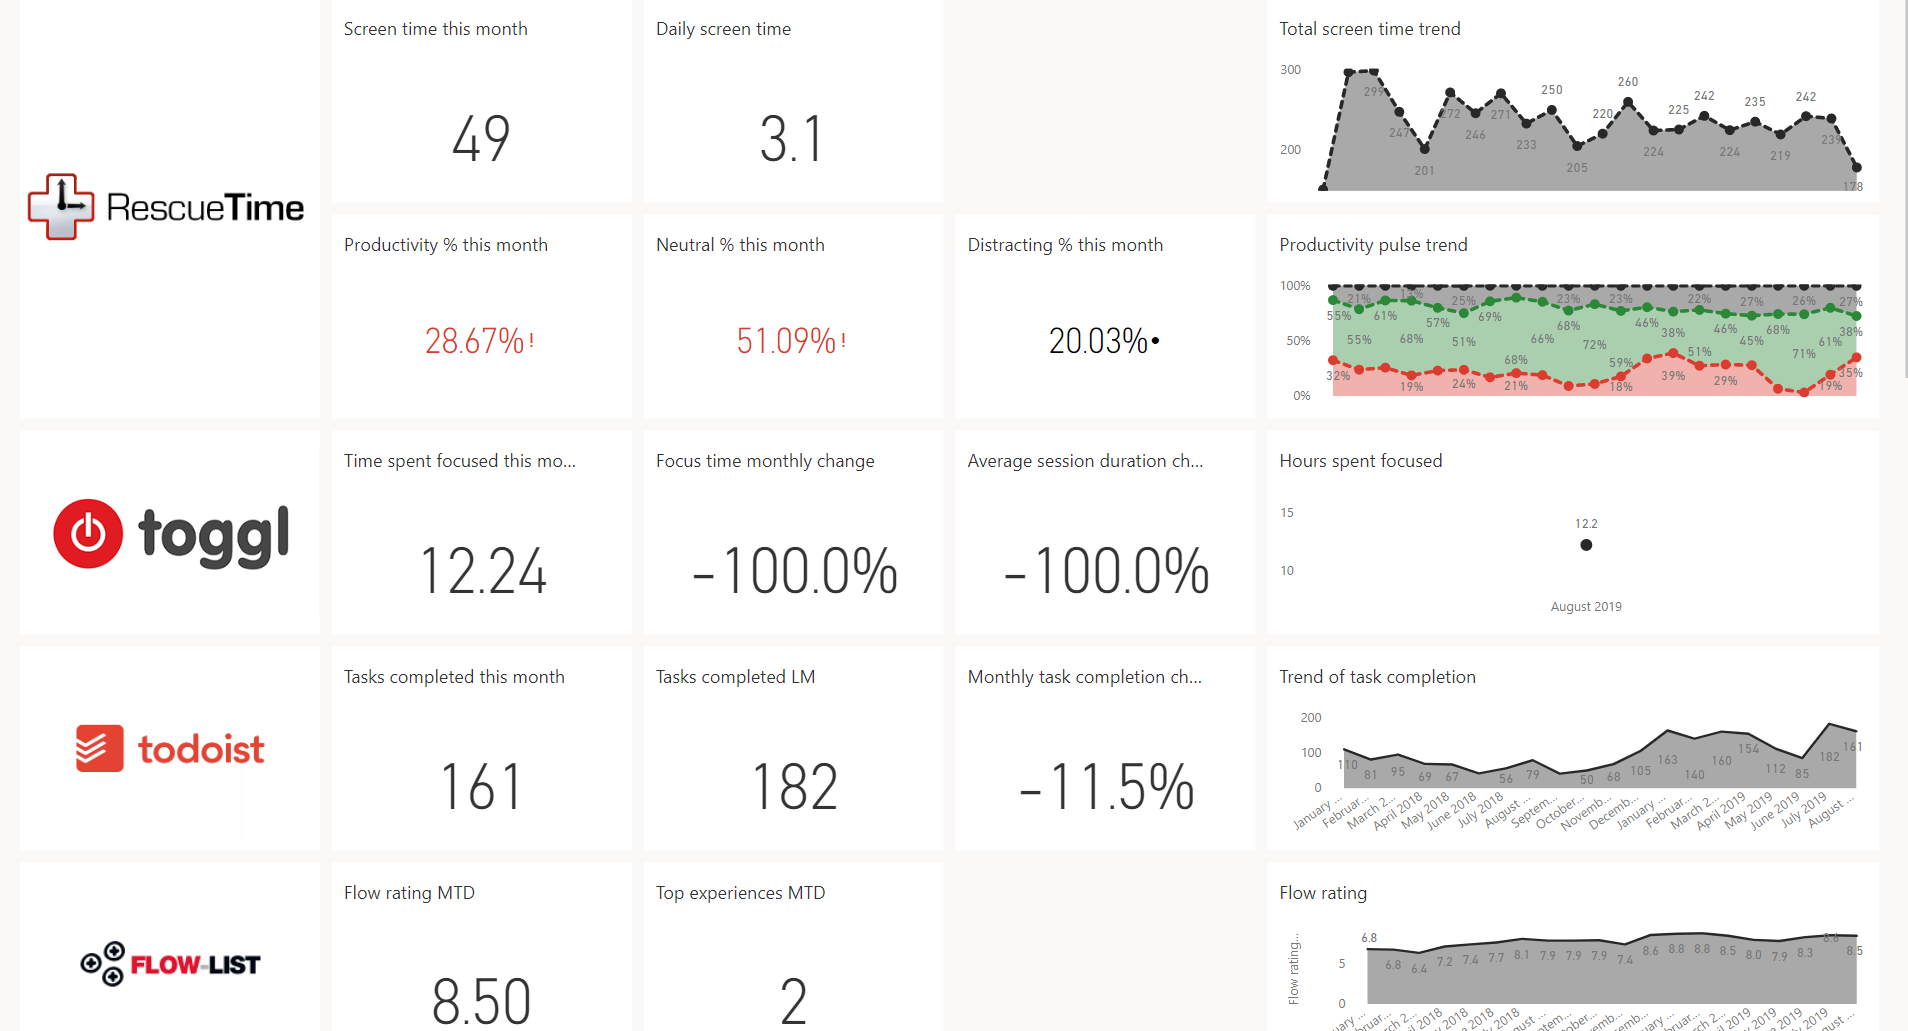 Screen time this month
49
Daily screen time
3.1
Total screen time trend
300
200
299
247
201
272
246
271
233
250
205
220
260
224
225
242
224
235
219
242
239
178
RescueTime
Productivity % this month
28.67%!
Neutral % this month
51.09%!
Distracting % this month
20.03%
Productivity pulse trend
100%
50%
0%
21%
13%
25%
23%
23%
22%
27%
26%
27%
55%
55%
61%
68%
57%
51%
69%
68%
66%
68%
72%
59%
46%
38%
51%
46%
45%
68%
71%
61%
38%
32%
19%
24%
21%
18%
39%
29%
19%
35%
toggl
Time spent focused this mo...
12.24
Focus time monthly change
-100.0%
Average session duration ch...
-100.0%
Hours spent focused
15
10
12.2
August 2019
todoist
Tasks completed this month
161
Tasks completed LM
182
Monthly task completion ch...
-11.5%
Trend of task completion
200
100
0
110
81
95
69
67
56
79
50
68
105
163
140
160
154
112
85
182
161
January ...
Februar...
March 2...
April 2018
May 2018
June 2018
July 2018
August ...
Septem...
October...
Novemb...
Decemb...
January ...
Februar...
March 2...
April 2019
May 2019
June 2019
July 2019
August ...
FLOW-LIST
Flow rating MTD
8.50
Top experiences MTD
2
Flow rating
Flow rating...
5
0
6.8
6.8
6.4
7.2
7.4
7.7
8.1
7.9
7.9
7.9
7.4
8.6
8.8
8.8
8.5
8.0
7.9
8.3
8.6
8.5